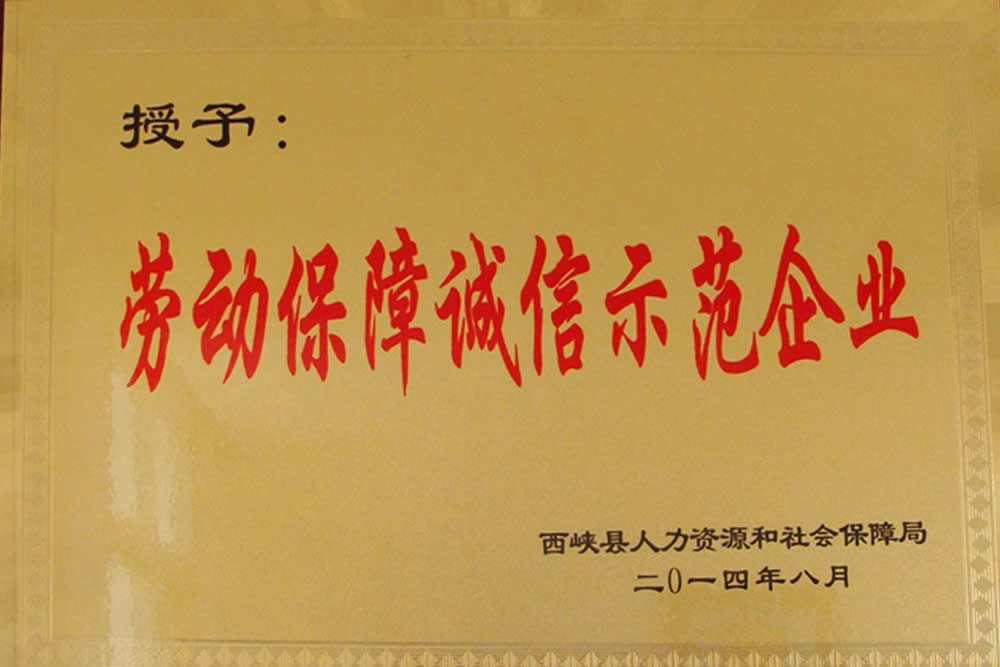 授予：
劳动保障诚信示范企业
西峡县人力资源和社会保障局
二0一四年八月